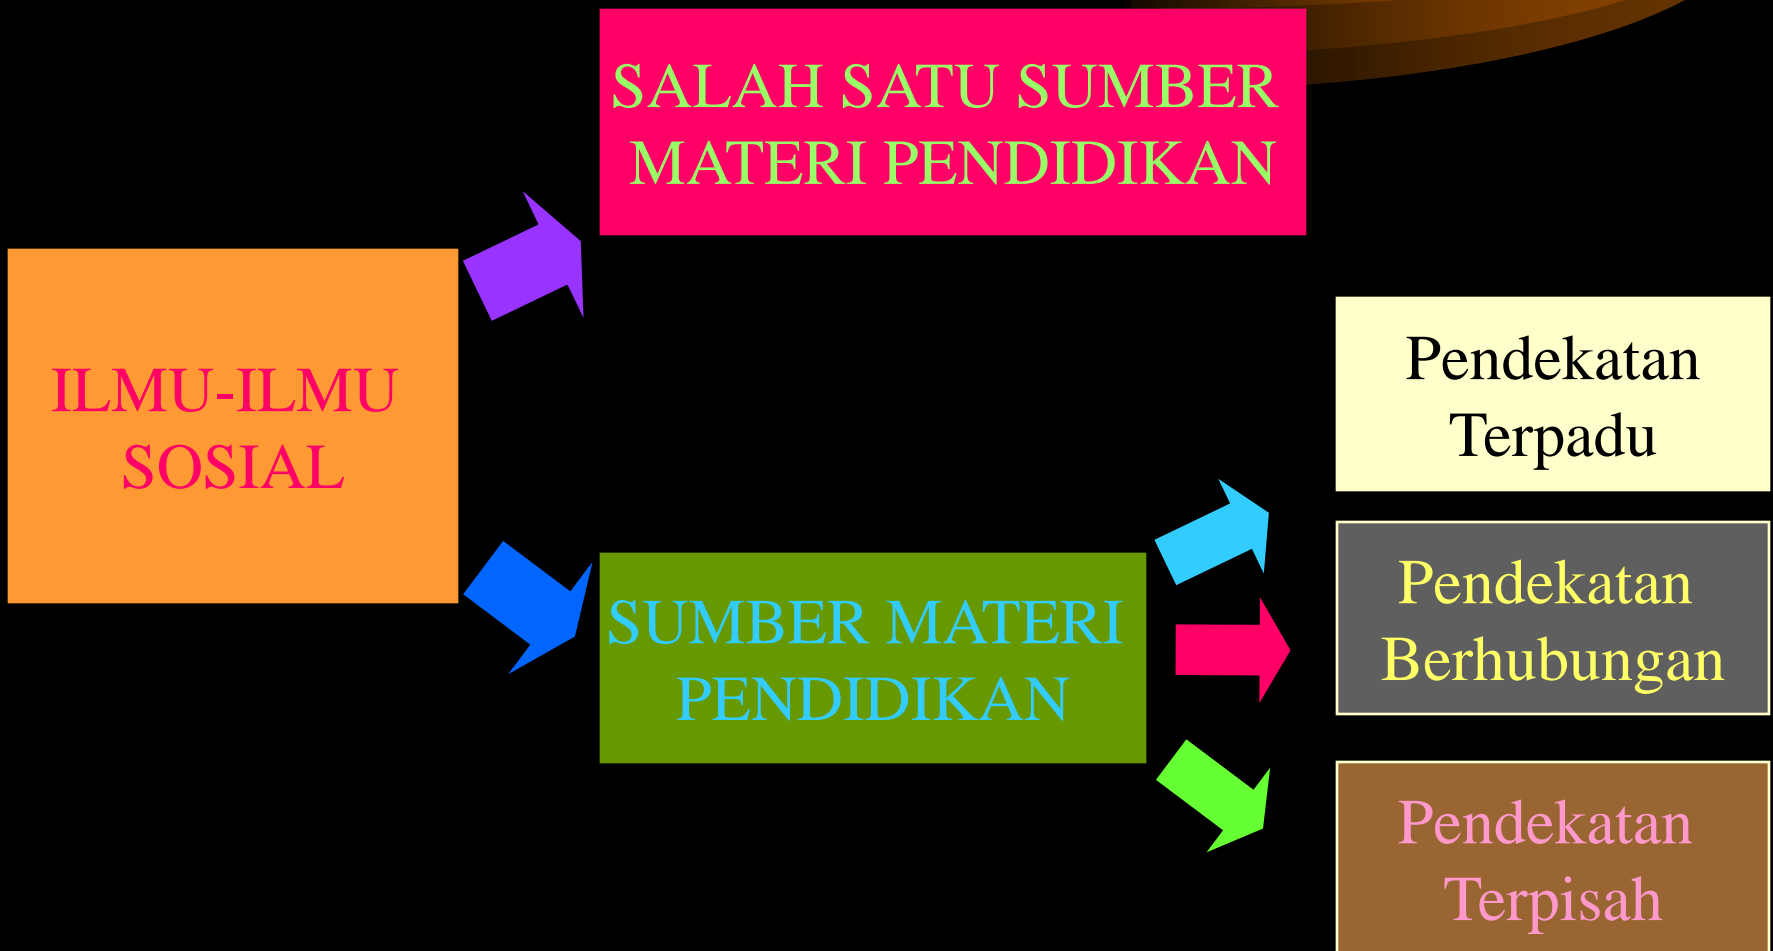 SALAH SATU SUMBER
MATERI PENDIDIKAN
ILMU-ILMU
SOSIAL
SUMBER MATERI
PENDIDIKAN
Pendekatan
Terpadu
Pendekatan
Berhubungan
Pendekatan
Terpisah